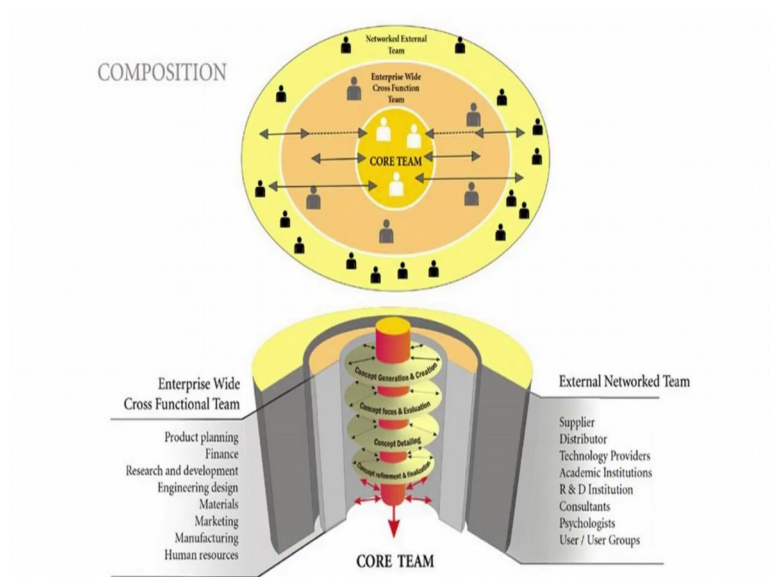 COMPOSITION
Networked External
Team
Enterprise Wide
Cross Function
Team
CORE TEAM
Enterprise Wide
Cross Functional Team
Product planning
Finance
Research and development
Engineering design
Materials
Marketing
Manufacturing
Human resources
Concept Generation & Creation
Concept focus & Evaluation
Concept Detailing
Concept refinement & finalization
CORE TEAM
External Networked Team
Supplier
Distributor
Technology Providers
Academic Institutions
R & D Institution
Consultants
Psychologists
User / User Groups